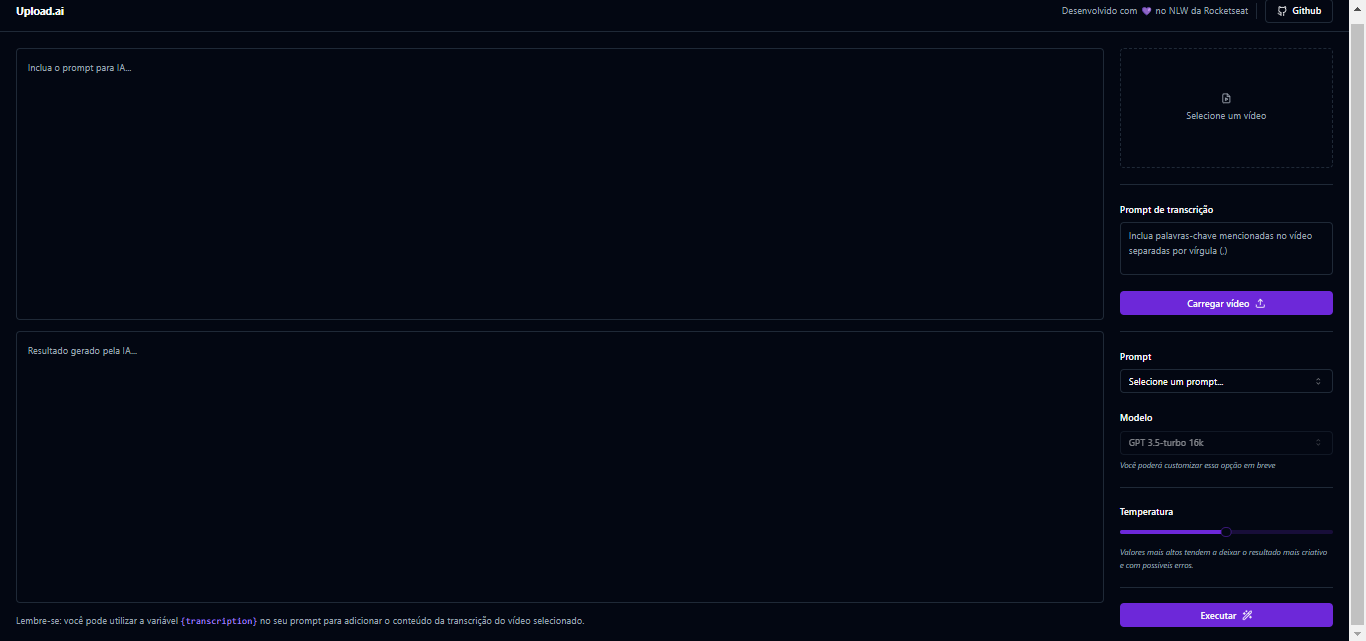 Upload.ai
Desenvolvido com 💜 no NLW da Rocketseat
Github
Inclua o prompt para IA...
Resultado gerado pela IA...
Lembre-se: você pode utilizar a variável {transcription} no seu prompt para adicionar o conteúdo da transcrição do vídeo selecionado.
Selecione um vídeo
Prompt de transcrição
Inclua palavras-chave mencionadas no vídeo
separadas por vírgula (,)
Carregar vídeo
Prompt
Selecione um prompt...
Modelo
GPT 3.5-turbo 16k
Você poderá customizar essa opção em breve
Temperatura
Valores mais altos tendem a deixar o resultado mais criativo
e com possíveis erros.
Executar